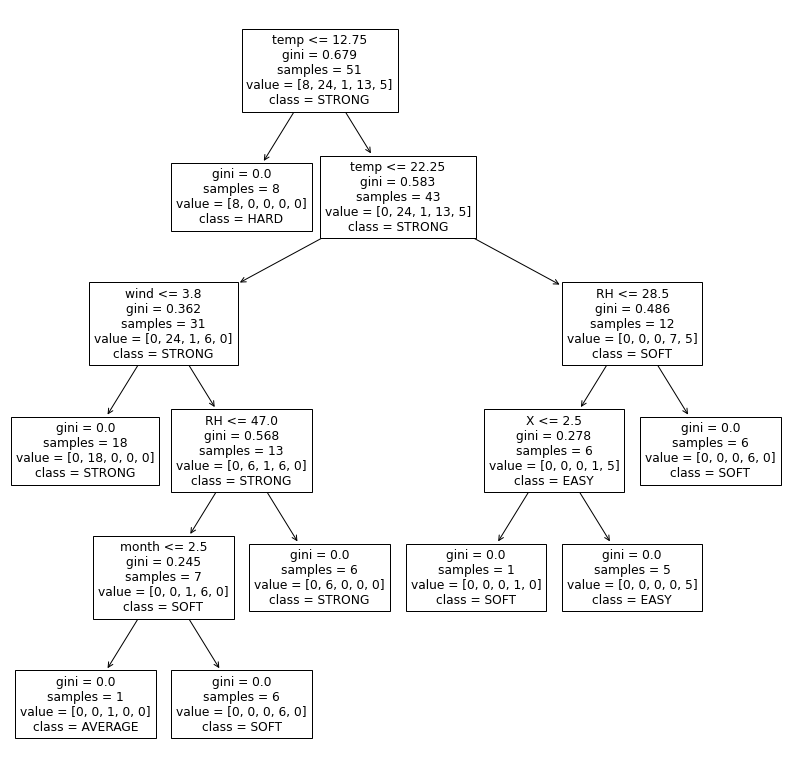 temp <= 12.75
gini = 0.679
samples = 51
value = [8, 24, 1, 13, 5]
class = STRONG
gini = 0.0
samples = 8
value = [8, 0, 0, 0, 0]
class = HARD
temp <= 22.25
gini = 0.583
samples = 43
value = [0, 24, 1, 13, 5]
class = STRONG
wind <= 3.8
gini = 0.362
samples = 31
value = [0, 24, 1, 6, 0]
class = STRONG
RH <= 28.5
gini = 0.486
samples = 12
value = [0, 0, 0, 7, 5]
class = SOFT
gini = 0.0
samples = 18
value = [0, 18, 0, 0, 0]
class = STRONG
RH <= 47.0
gini = 0.568
samples = 13
value = [0, 6, 1, 6, 0]
class = STRONG
X <= 2.5
gini = 0.278
samples = 6
value = [0, 0, 0, 1, 5]
class = EASY
gini = 0.0
samples = 6
value = [0, 0, 0, 6, 0]
class = SOFT
month <= 2.5
gini = 0.245
samples = 7
value = [0, 0, 1, 6, 0]
class = SOFT
gini = 0.0
samples = 6
value = [0, 6, 0, 0, 0]
class = STRONG
gini = 0.0
samples = 1
value = [0, 0, 0, 1, 0]
class = SOFT
gini = 0.0
samples = 5
value = [0, 0, 0, 0, 5]
class = EASY
gini = 0.0
samples = 1
value = [0, 0, 1, 0, 0]
class = AVERAGE
gini = 0.0
samples = 6
value = [0, 0, 0, 6, 0]
class = SOFT